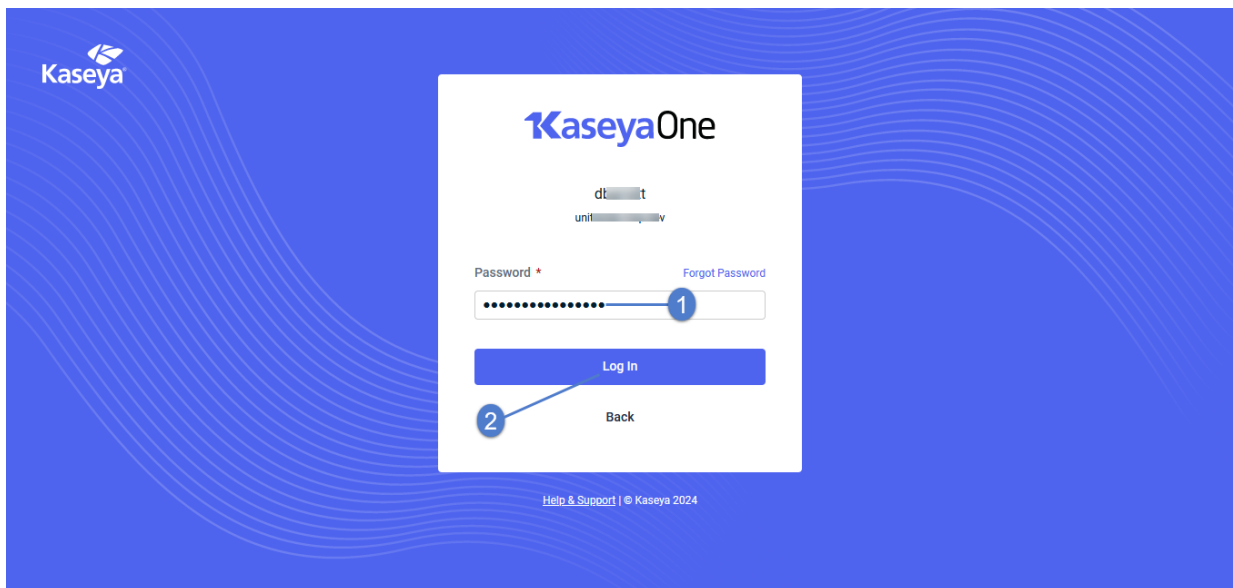 Kaseya
KaseyaOne
Password *
Forgot Password
1
Log In
2
Back
Help & Support | © Kaseya 2024